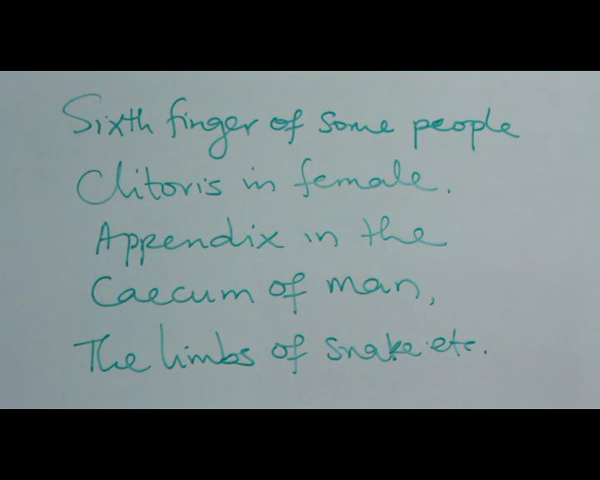 Sixth finger of some people
Clitoris in female.
Appendix in the
Caecum of man,
The limbs of snake etc.